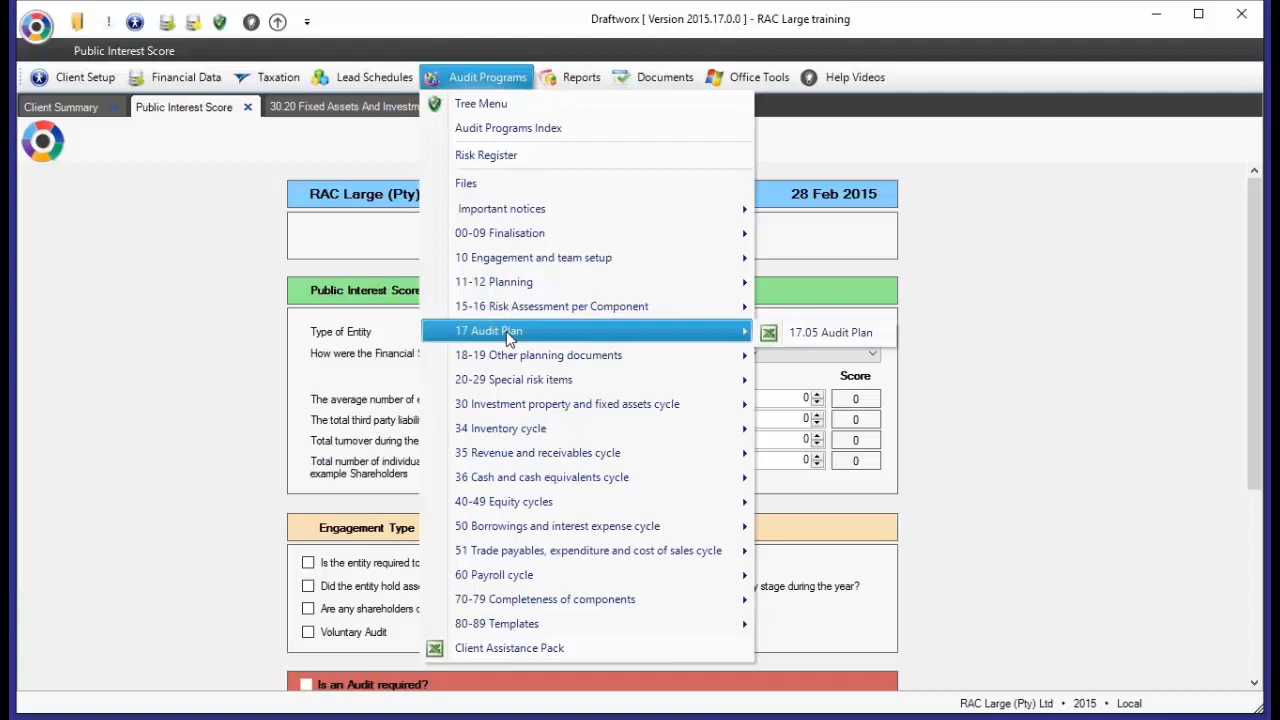 Draftworx [ Version 2015.17.0.0 ] - RAC Large training
Public Interest Score
Client Setup Financial Data Taxation Lead Schedules Audit Programs Reports Documents Office Tools Help Videos
Client Summary Public Interest Score 30.20 Fixed Assets And Investm
Tree Menu
Audit Programs Index
Risk Register
Files
Important notices
00-09 Finalisation
10 Engagement and team setup
11-12 Planning
15-16 Risk Assessment per Component
17 Audit Plan
17.05 Audit Plan
18-19 Other planning documents
20-29 Special risk items
30 Investment property and fixed assets cycle
34 Inventory cycle
35 Revenue and receivables cycle
36 Cash and cash equivalents cycle
40-49 Equity cycles
50 Borrowings and interest expense cycle
51 Trade payables, expenditure and cost of sales cycle
60 Payroll cycle
70-79 Completeness of components
80-89 Templates
Client Assistance Pack
RAC Large (Pty) 28 Feb 2015
Public Interest Score
Type of Entity
How were the Financial S
Score
The average number of e 0 0
The total third party liabili 0 0
Total turnover during the 0 0
Total number of individua 0 0
example Shareholders
Engagement Type
Is the entity required to
Did the entity hold asse y stage during the year?
Are any shareholders c
Voluntary Audit
Is an Audit required?
RAC Large (Pty) Ltd • 2015 • Local